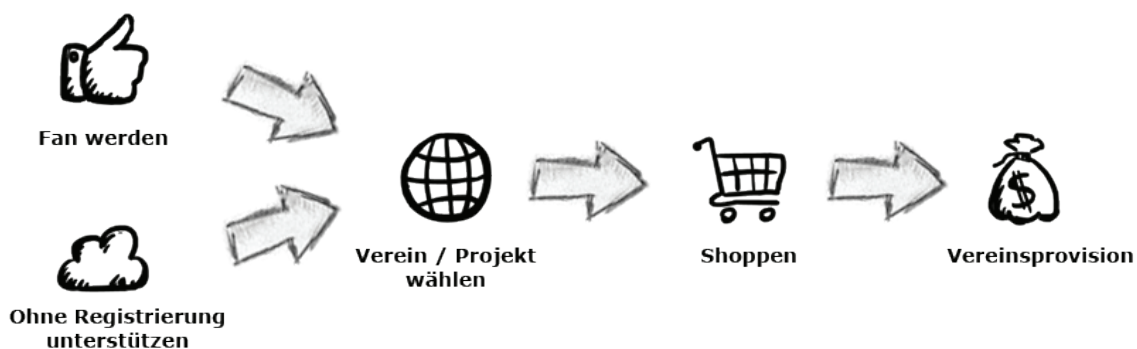 Fan werden
Ohne Registrierung
unterstützen
Verein / Projekt
wählen
Shoppen
$
Vereinsprovision